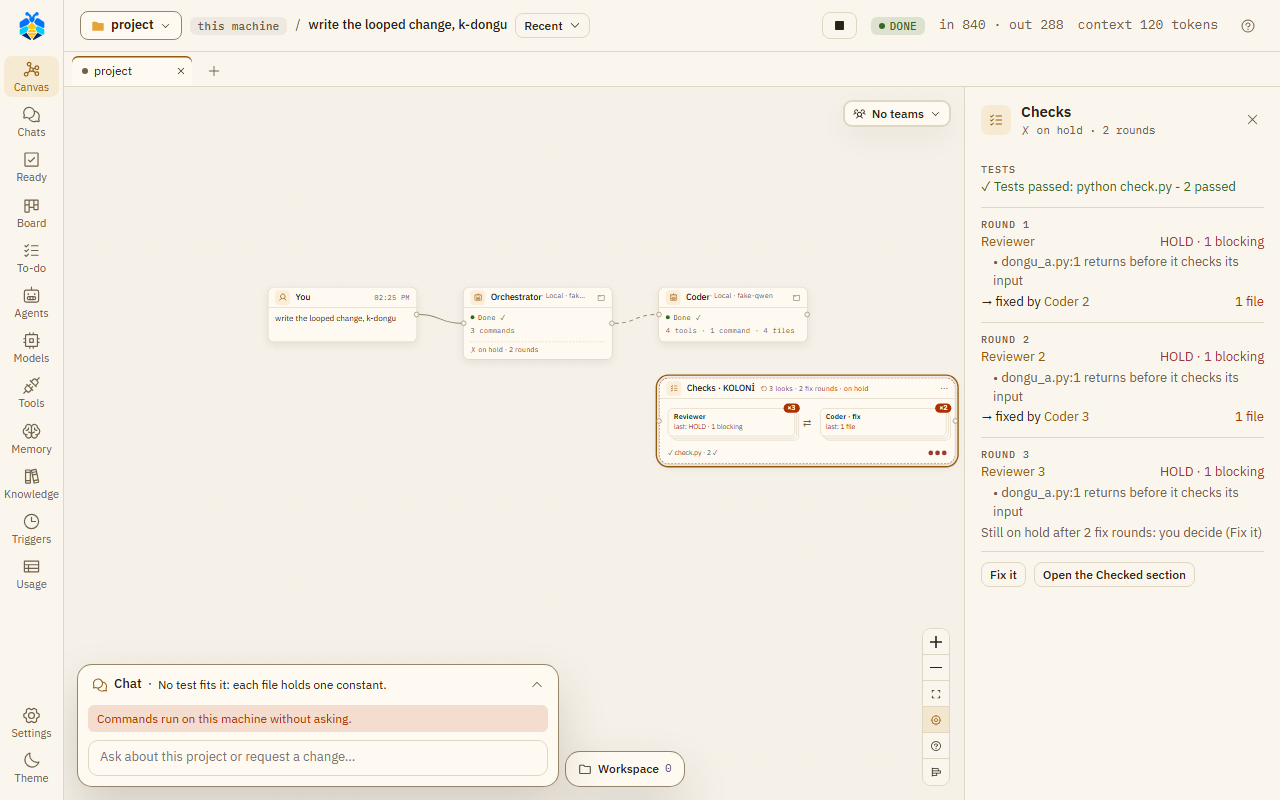 project
this machine
/
write the looped change, k-dongu
Recent
DONE
in 840 · out 288
context 120 tokens
project
Canvas
Chats
Ready
Board
To-do
Agents
Models
Tools
Memory
Knowledge
Triggers
Usage
Settings
Theme
No teams
You
02:25 PM
write the looped change, k-dongu
Orchestrator
Local · fak...
Done ✓
3 commands
✗ on hold · 2 rounds
Coder
Local · fake-qwen
Done ✓
4 tools · 1 command · 4 files
Checks · KOLONİ
3 looks · 2 fix rounds · on hold
···
Reviewer
×3
last: HOLD · 1 blocking
⇄
Coder · fix
×2
last: 1 file
✓ check.py · 2 ✓
Chat · No test fits it: each file holds one constant.
Commands run on this machine without asking.
Ask about this project or request a change...
Workspace 0
Checks
✗ on hold · 2 rounds
TESTS
✓ Tests passed: python check.py - 2 passed
ROUND 1
Reviewer
HOLD · 1 blocking
• dongu_a.py:1 returns before it checks its
input
→ fixed by Coder 2
1 file
ROUND 2
Reviewer 2
HOLD · 1 blocking
• dongu_a.py:1 returns before it checks its
input
→ fixed by Coder 3
1 file
ROUND 3
Reviewer 3
HOLD · 1 blocking
• dongu_a.py:1 returns before it checks its
input
Still on hold after 2 fix rounds: you decide (Fix it)
Fix it
Open the Checked section